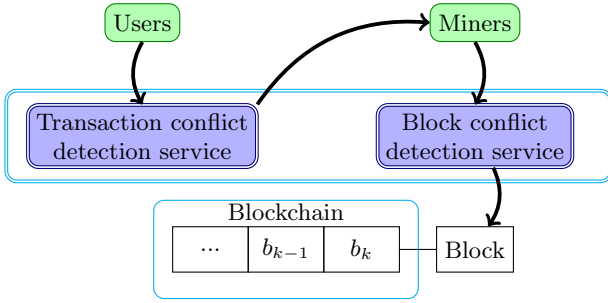 Users
Miners
Transaction conflict
detection service
Block conflict
detection service
Blockchain
...
b_{k−1}
b_k
Block